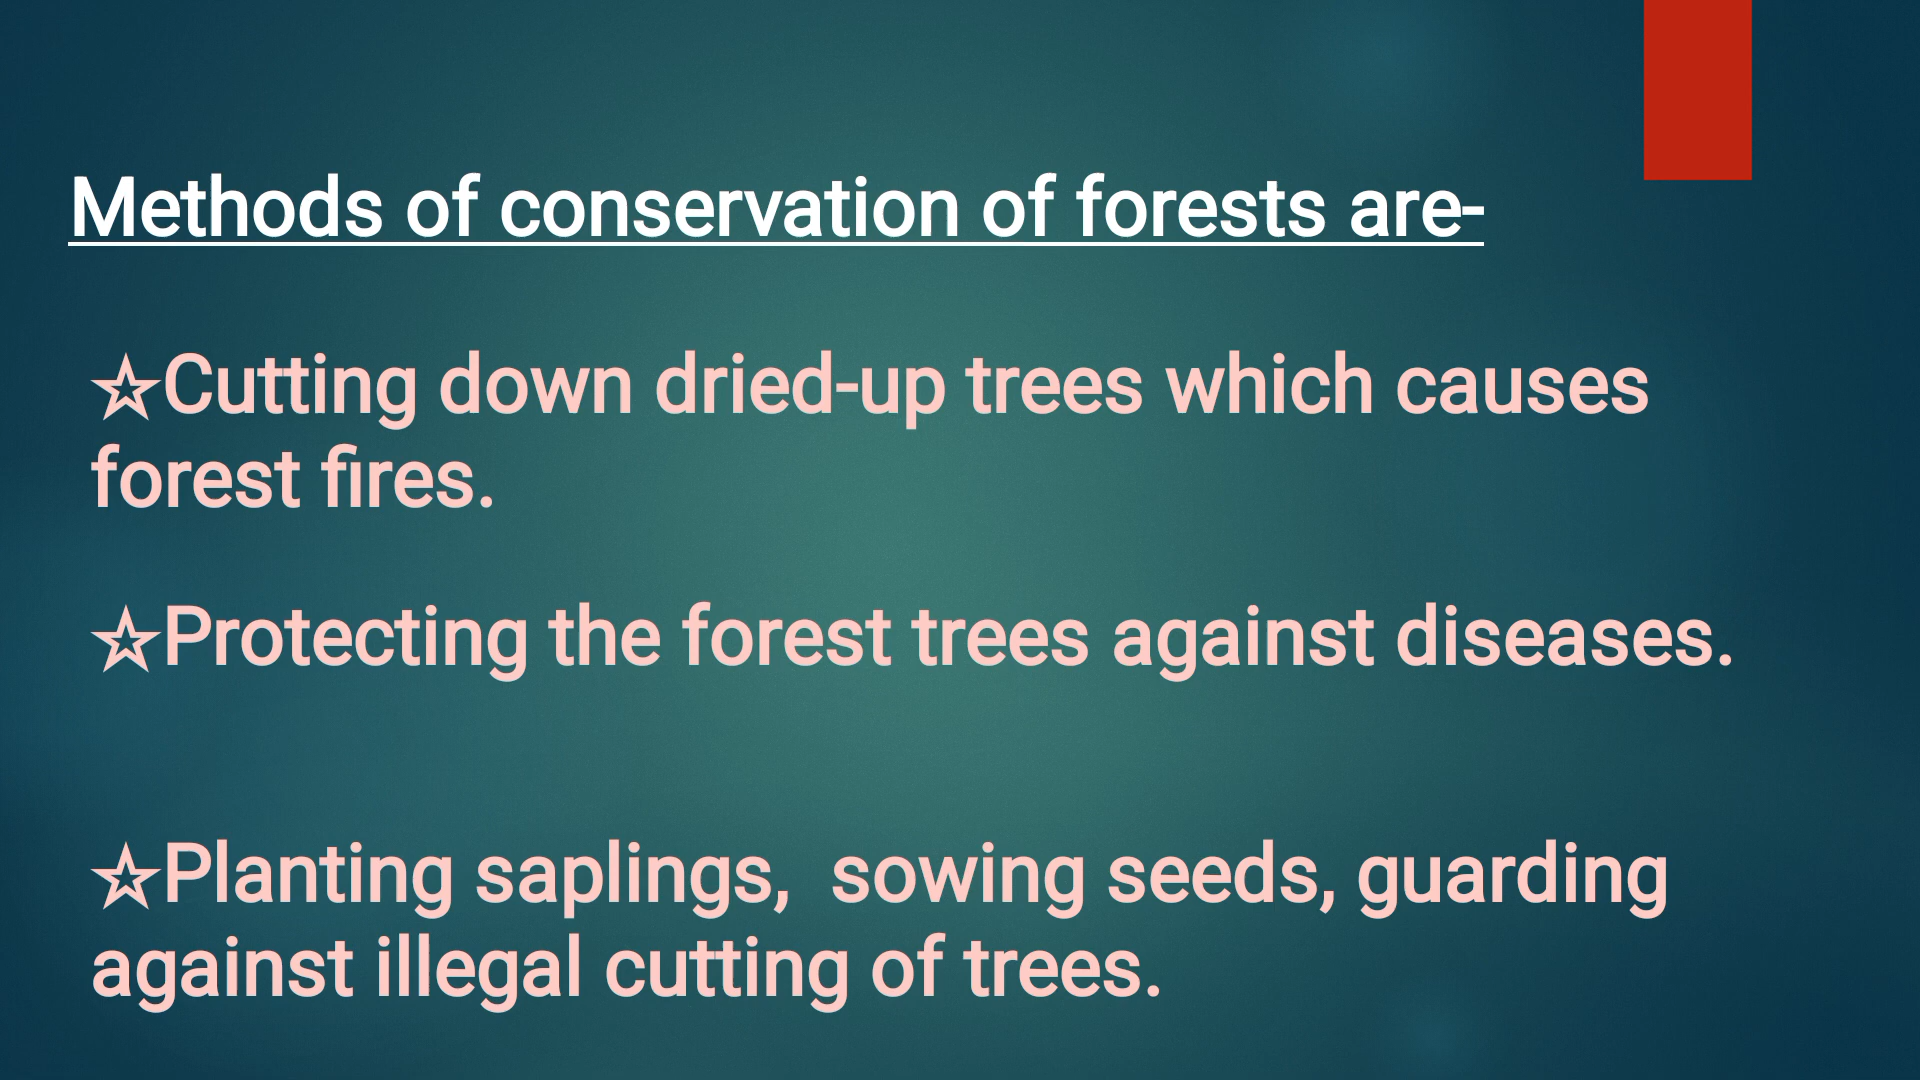 Methods of conservation of forests are-
☆Cutting down dried-up trees which causes
forest fires.
☆Protecting the forest trees against diseases.
☆Planting saplings,  sowing seeds, guarding
against illegal cutting of trees.